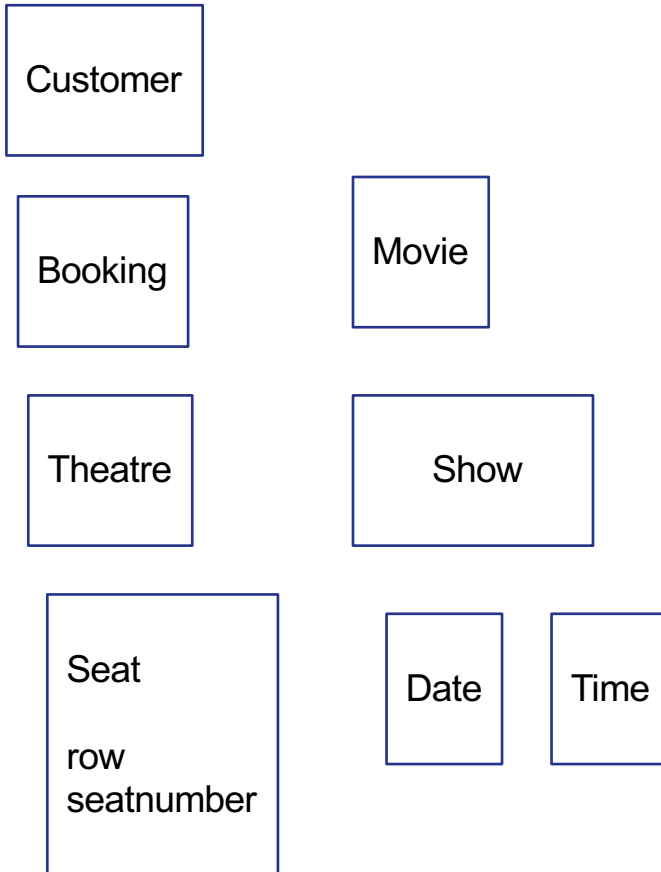 Customer
Booking
Movie
Theatre
Show
Seat
row
seatnumber
Date
Time